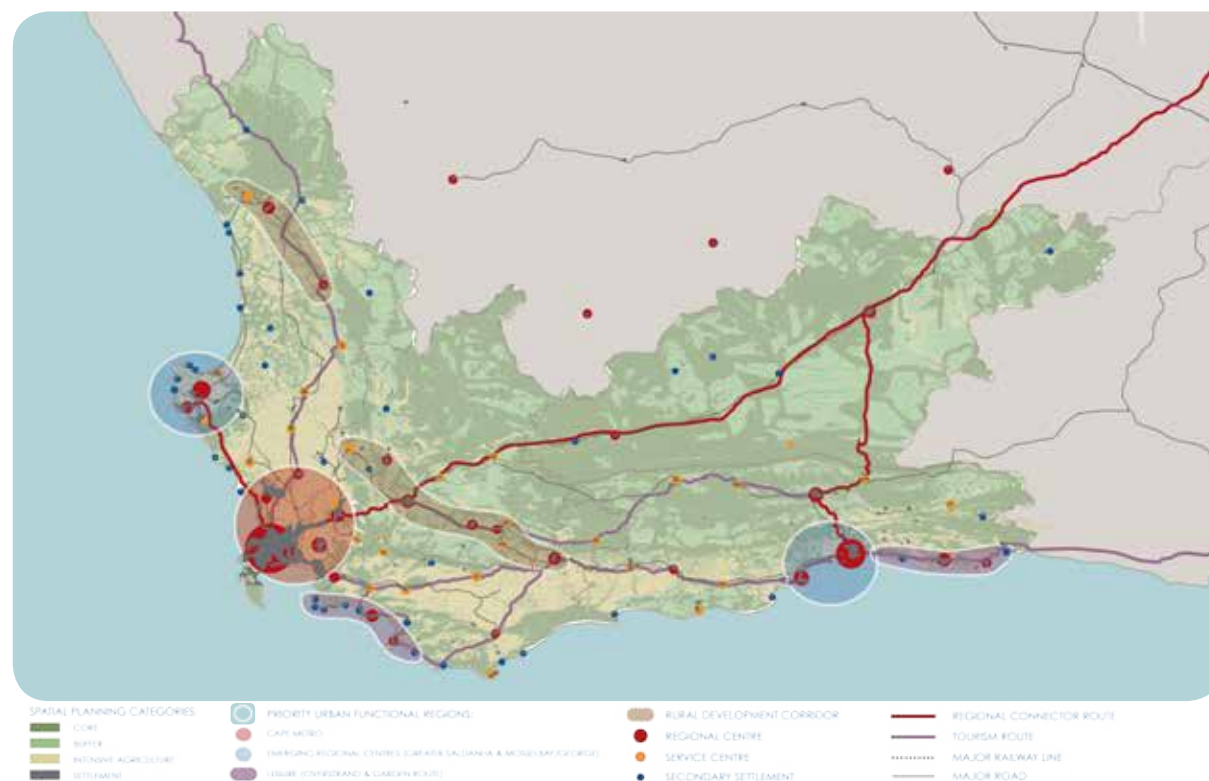 SPATIAL PLANNING CATEGORIES
CORE
BUFFER
INTENSIVE AGRICULTURE
SETTLEMENT
PRIORITY URBAN FUNCTIONAL REGIONS:
CAPE METRO
EMERGING REGIONAL CENTRES (GREATER SALDANHA & MOSSEL BAY/GEORGE)
LEISURE (OVERSTRAND & GARDEN ROUTE)
RURAL DEVELOPMENT CORRIDOR
REGIONAL CENTRE
SERVICE CENTRE
SECONDARY SETTLEMENT
REGIONAL CONNECTOR ROUTE
TOURISM ROUTE
MAJOR RAILWAY LINE
MAJOR ROAD